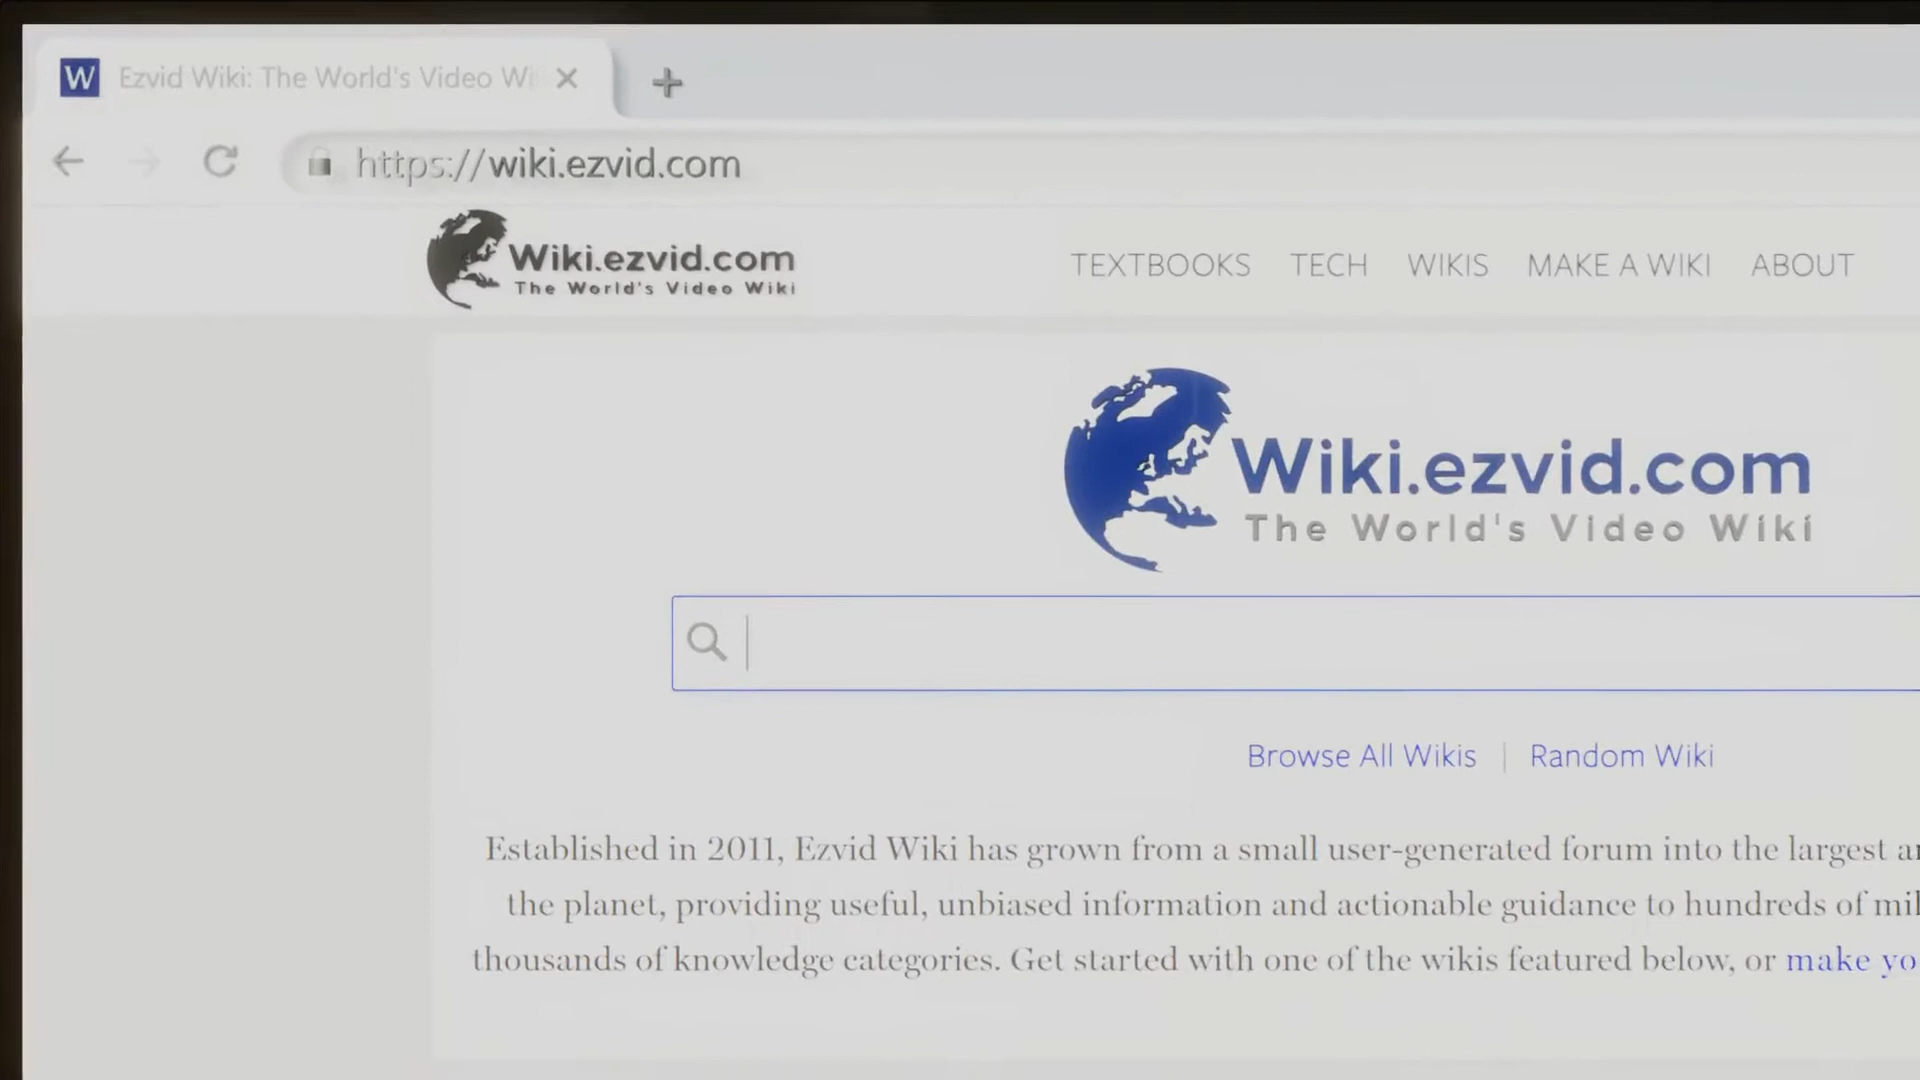 W Ezvid Wiki: The World's Video Wi
https://wiki.ezvid.com
Wiki.ezvid.com
The World's Video Wiki
TEXTBOOKS TECH WIKIS MAKE A WIKI ABOUT
Wiki.ezvid.com
The World's Video Wiki
Browse All Wikis | Random Wiki
Established in 2011, Ezvid Wiki has grown from a small user-generated forum into the largest
the planet, providing useful, unbiased information and actionable guidance to hundreds of
thousands of knowledge categories. Get started with one of the wikis featured below, or make